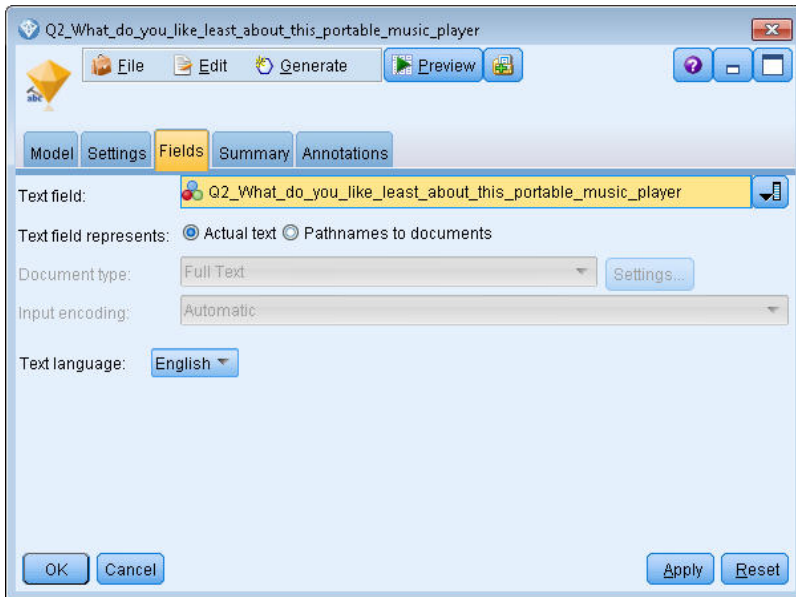 Q2_What_do_you_like_least_about_this_portable_music_player
File Edit Generate Preview ?
abc
Model Settings Fields Summary Annotations
Text field: Q2_What_do_you_like_least_about_this_portable_music_player
Text field represents: Actual text Pathnames to documents
Document type: Full Text Settings...
Input encoding: Automatic
Text language: English
OK Cancel Apply Reset